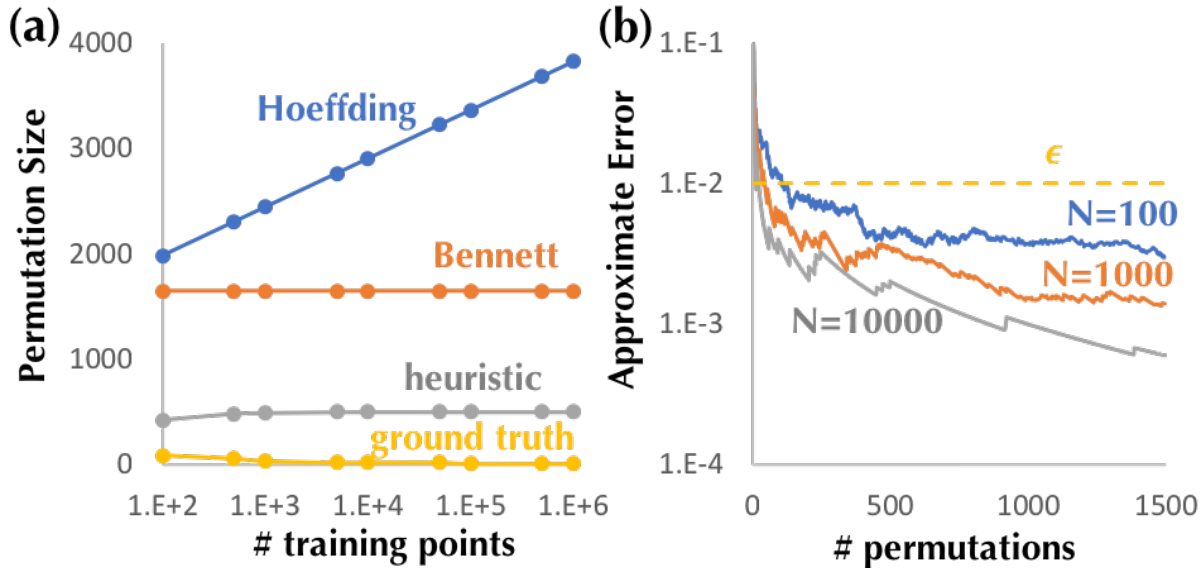 (a)
Permutation Size
4000
3000
2000
1000
0
Hoeffding
Bennett
heuristic
ground truth
1.E+2
1.E+3
1.E+4
1.E+5
1.E+6
# training points
(b)
Approximate Error
1.E-1
1.E-2
1.E-3
1.E-4
ϵ
N=100
N=1000
N=10000
0
500
1000
1500
# permutations